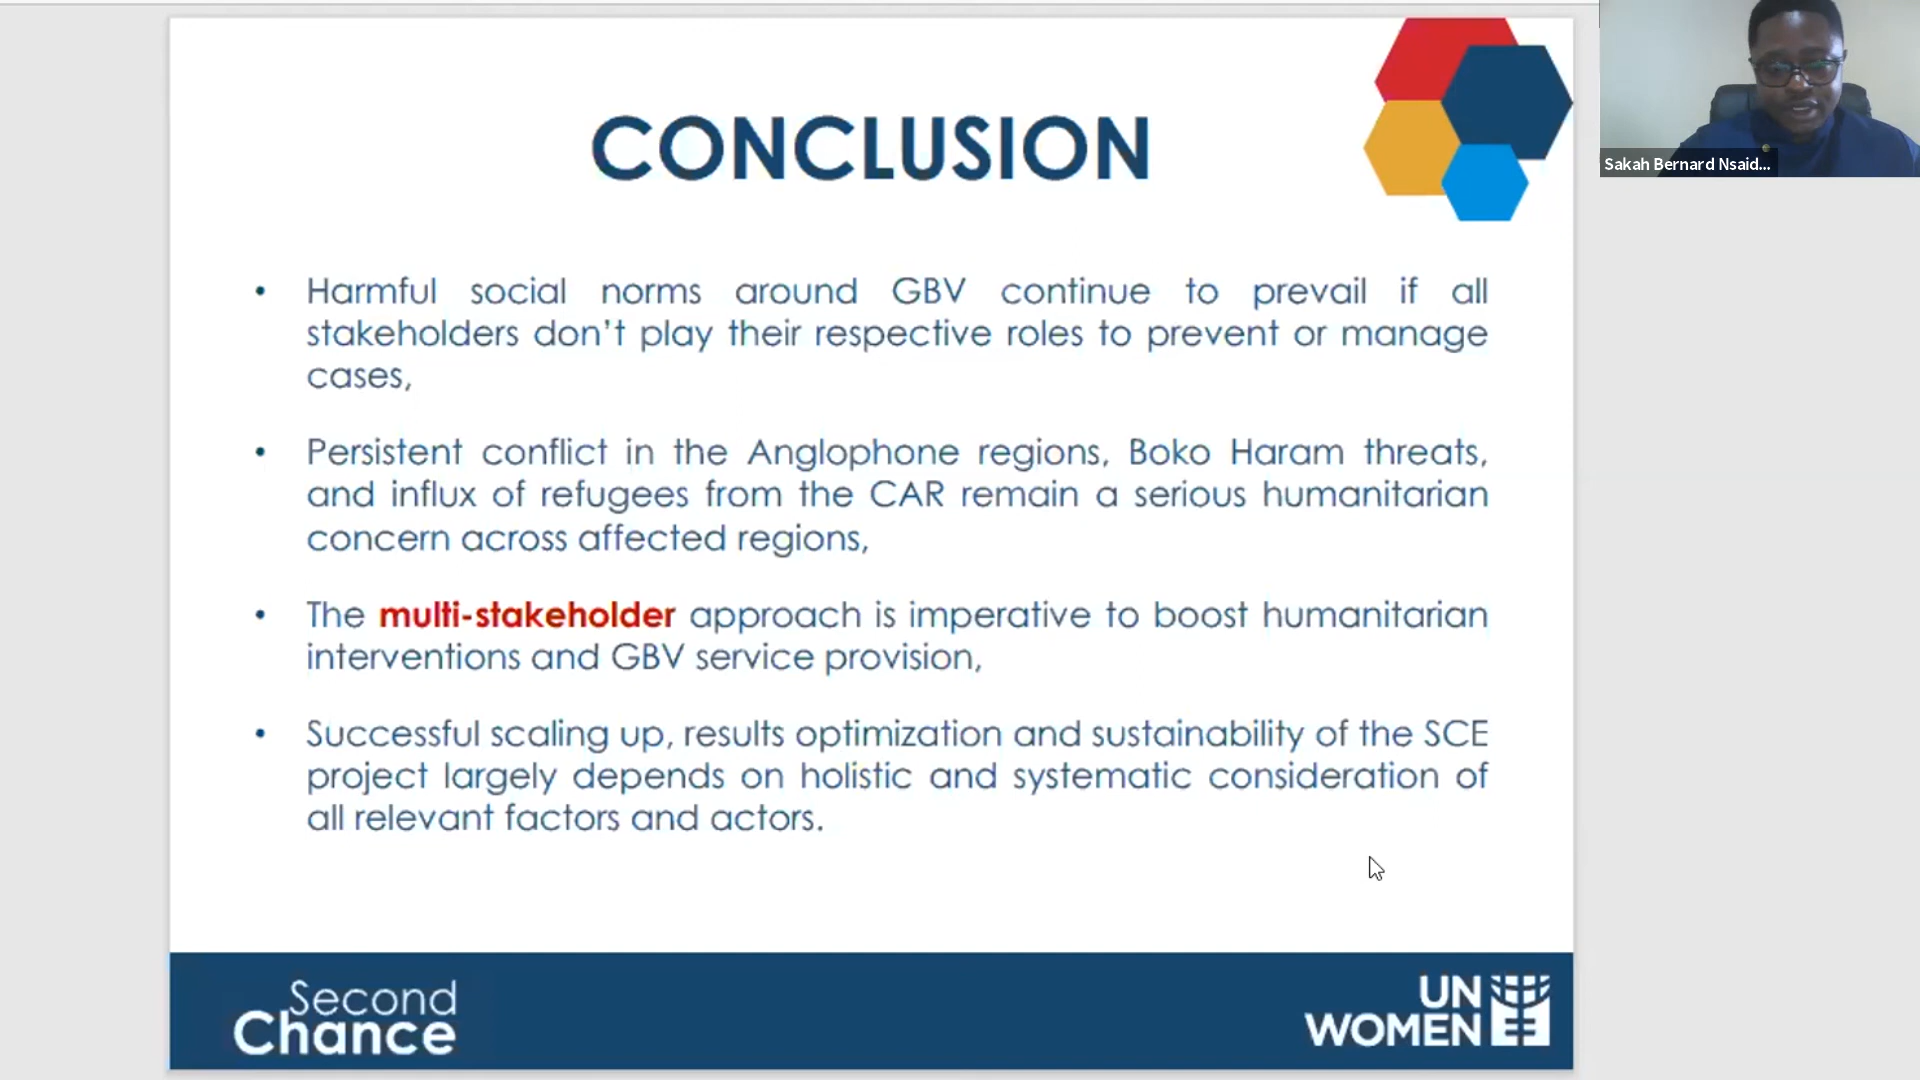 CONCLUSION
Sakah Bernard Nsaid...
• Harmful social norms around GBV continue to prevail if all
stakeholders don’t play their respective roles to prevent or manage
cases,
• Persistent conflict in the Anglophone regions, Boko Haram threats,
and influx of refugees from the CAR remain a serious humanitarian
concern across affected regions,
• The multi-stakeholder approach is imperative to boost humanitarian
interventions and GBV service provision,
• Successful scaling up, results optimization and sustainability of the SCE
project largely depends on holistic and systematic consideration of
all relevant factors and actors.
Second
Chance
UN
WOMEN